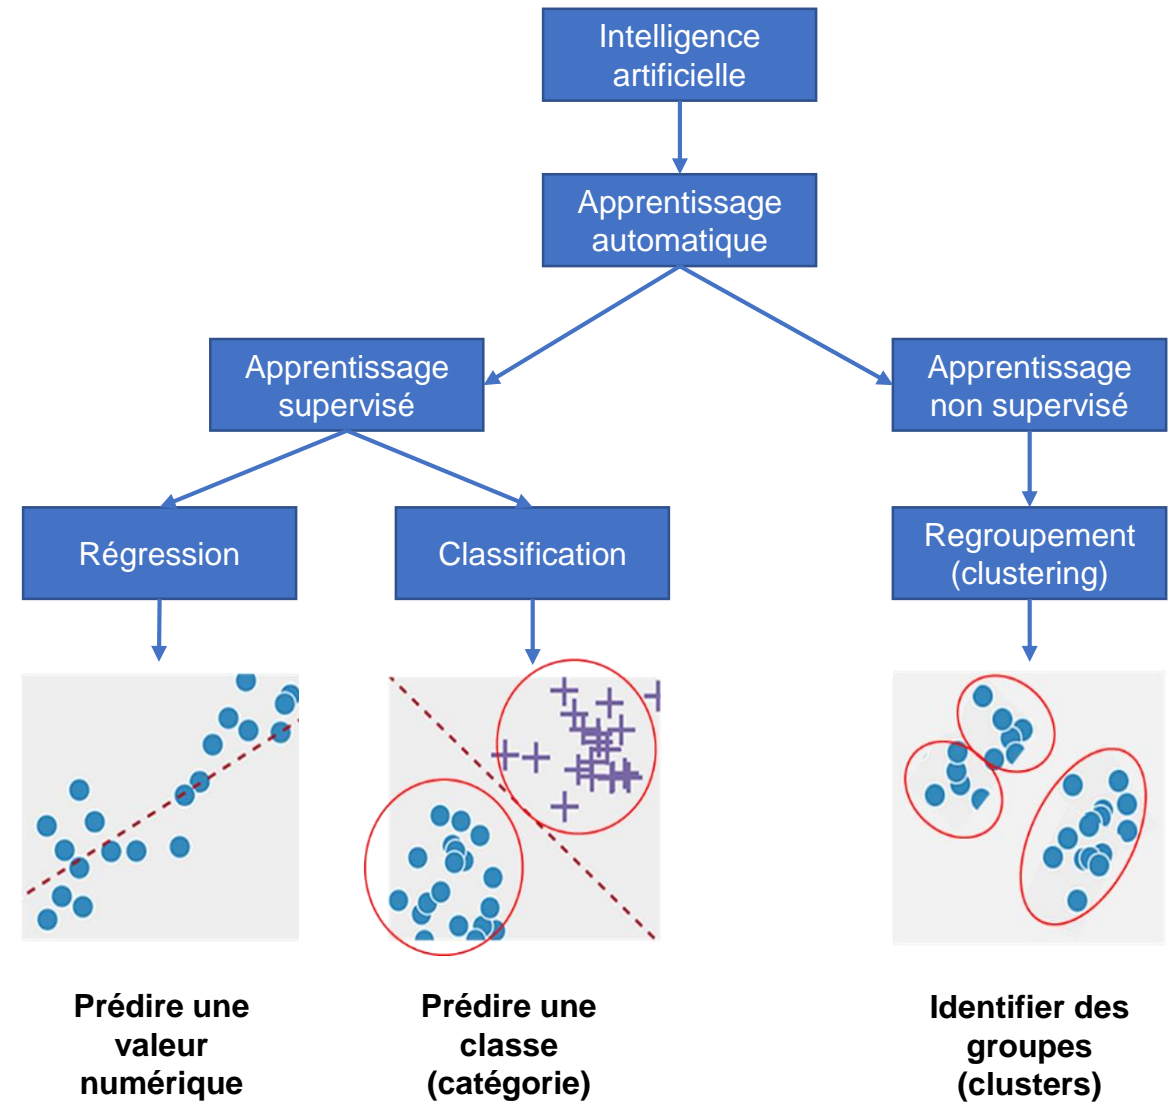 Intelligence
artificielle
Apprentissage
automatique
Apprentissage
supervisé
Apprentissage
non supervisé
Régression
Classification
Regroupement
(clustering)
Prédire une
valeur
numérique
Prédire une
classe
(catégorie)
Identifier des
groupes
(clusters)